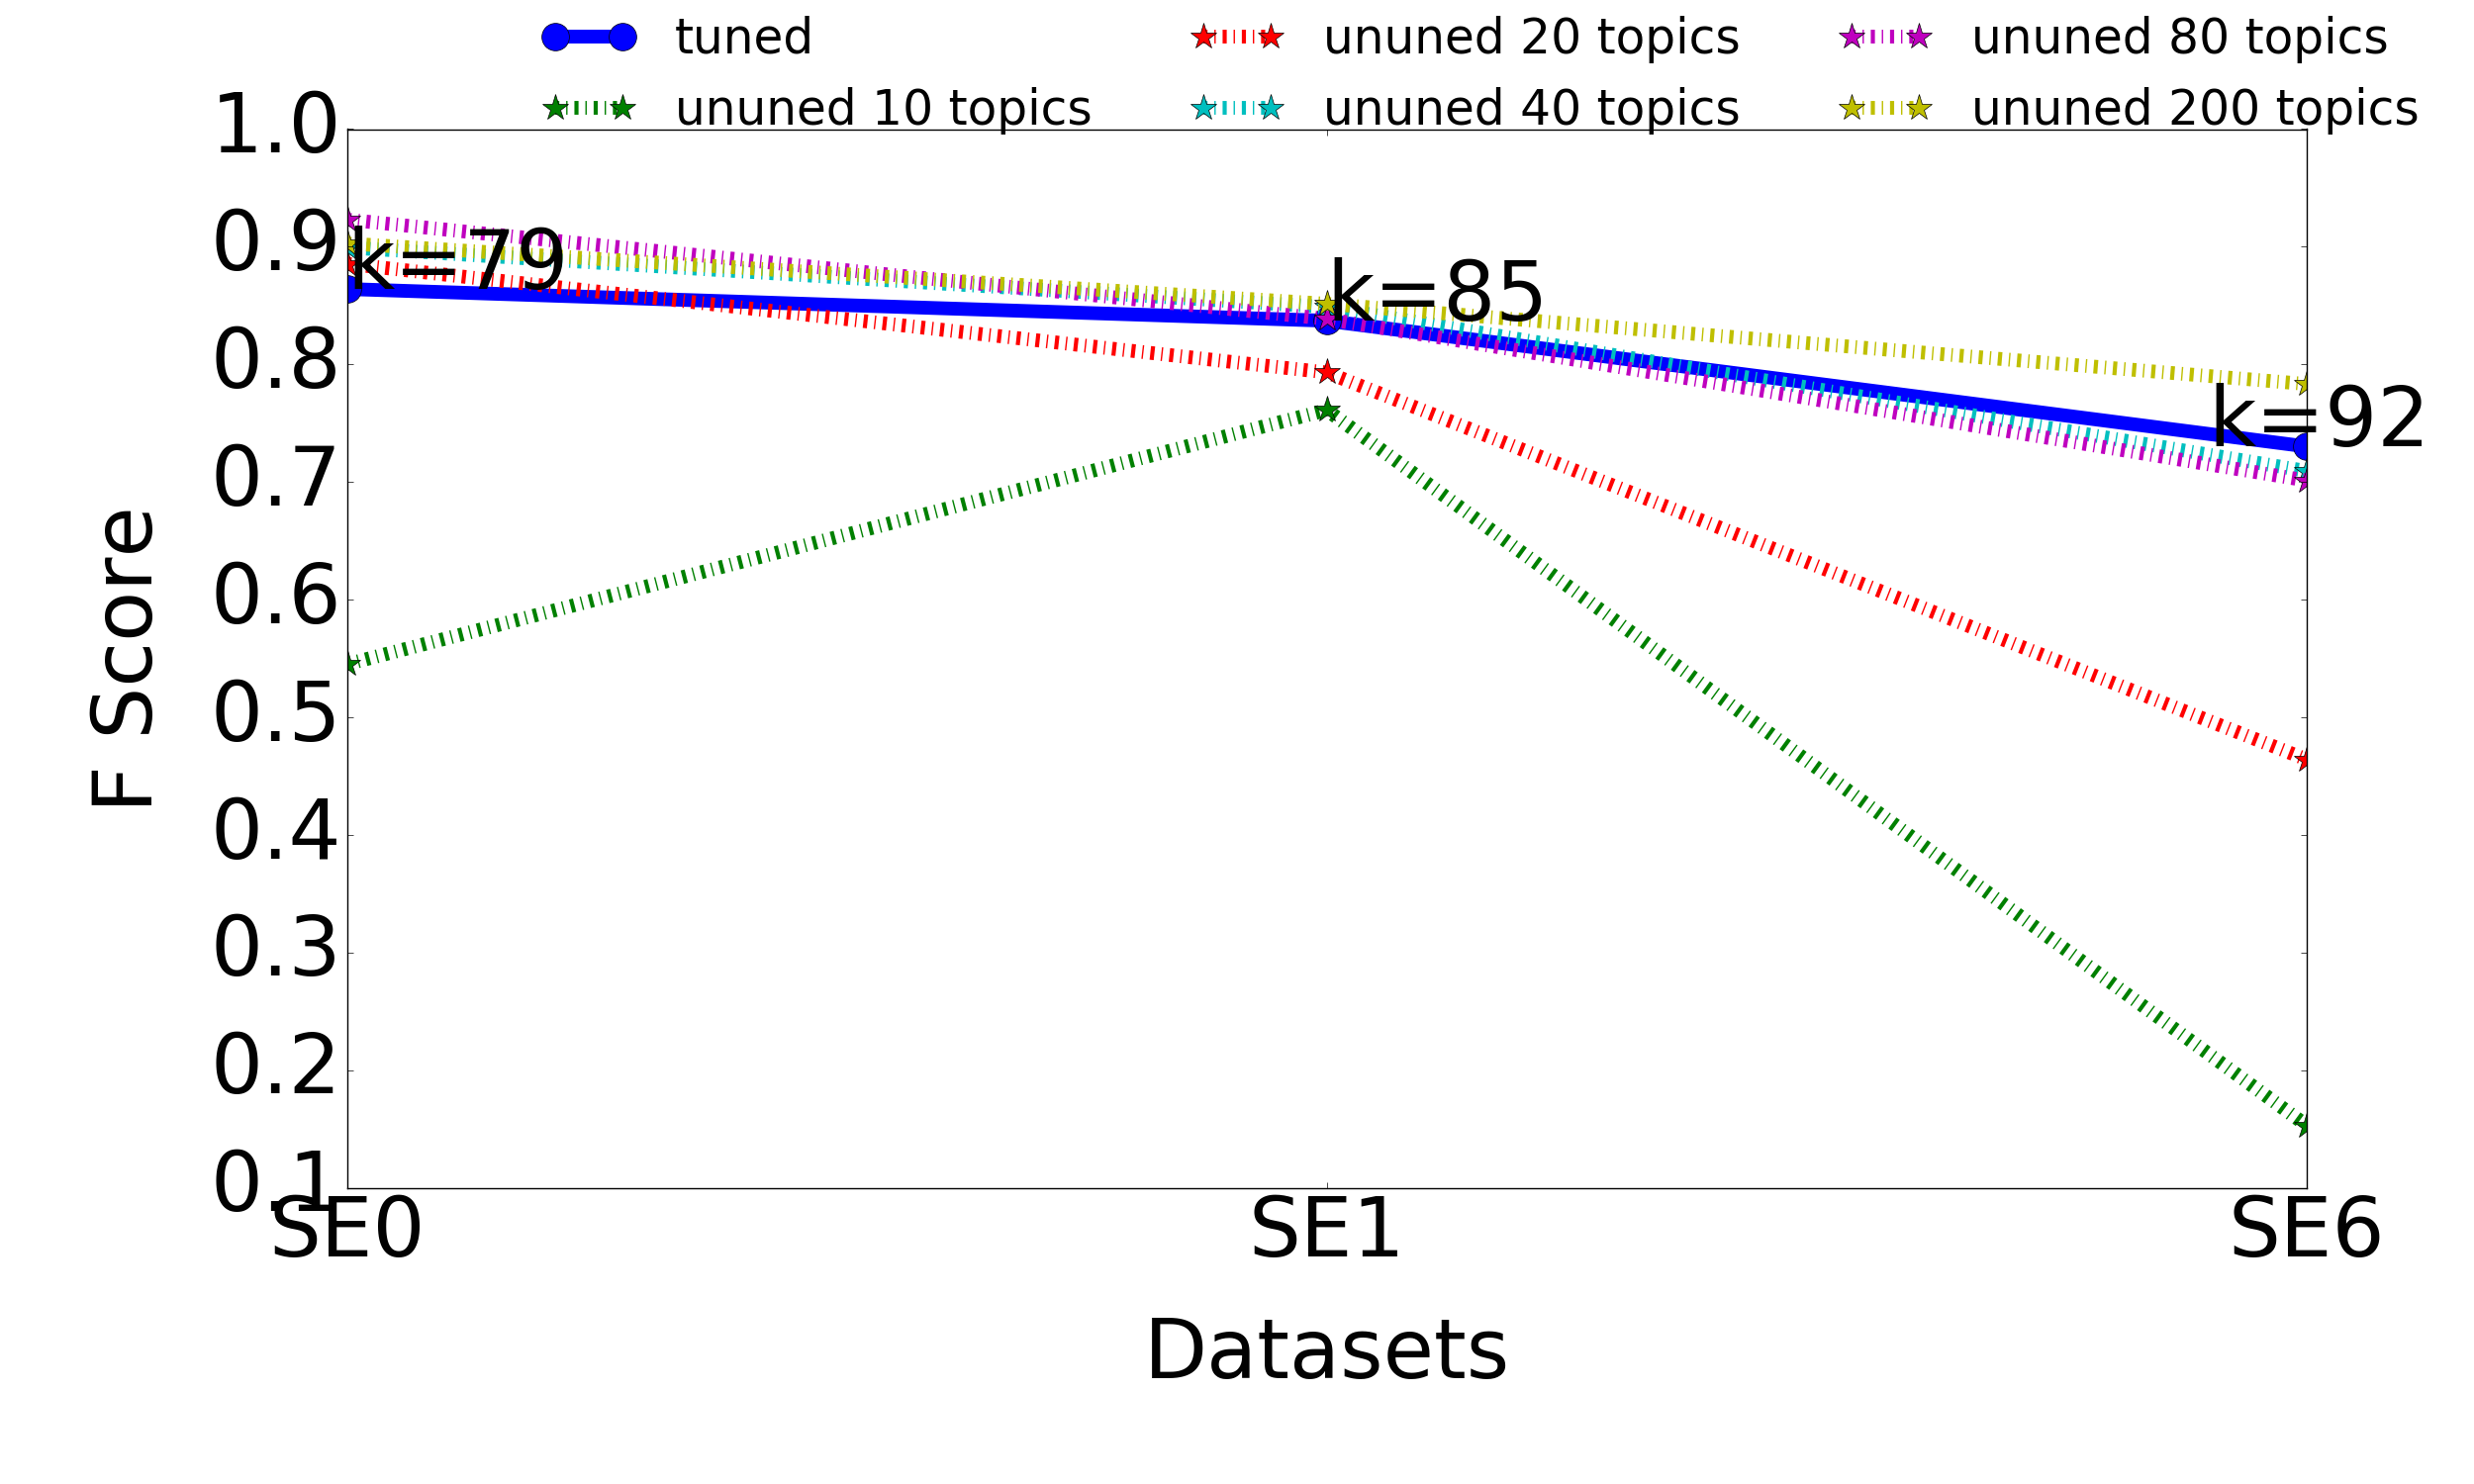 tuned
ununed 10 topics
ununed 20 topics
ununed 40 topics
ununed 80 topics
ununed 200 topics
1.0
0.9
0.8
0.7
0.6
0.5
0.4
0.3
0.2
0.1
F Score
k=79
k=85
k=92
SE0
SE1
SE6
Datasets